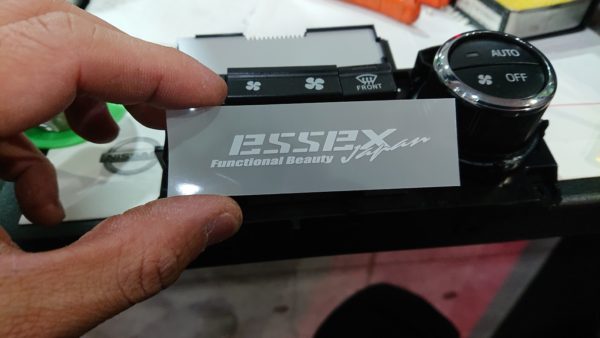 AUTO
OFF
FRONT
essex
Japan
Functional Beauty